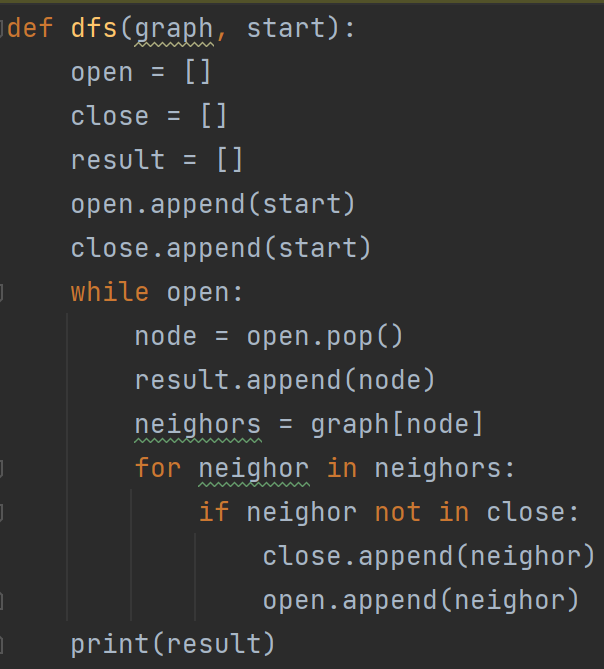 def dfs(graph, start):
    open = []
    close = []
    result = []
    open.append(start)
    close.append(start)
    while open:
        node = open.pop()
        result.append(node)
        neighors = graph[node]
        for neighor in neighors:
            if neighor not in close:
                close.append(neighor)
                open.append(neighor)
    print(result)